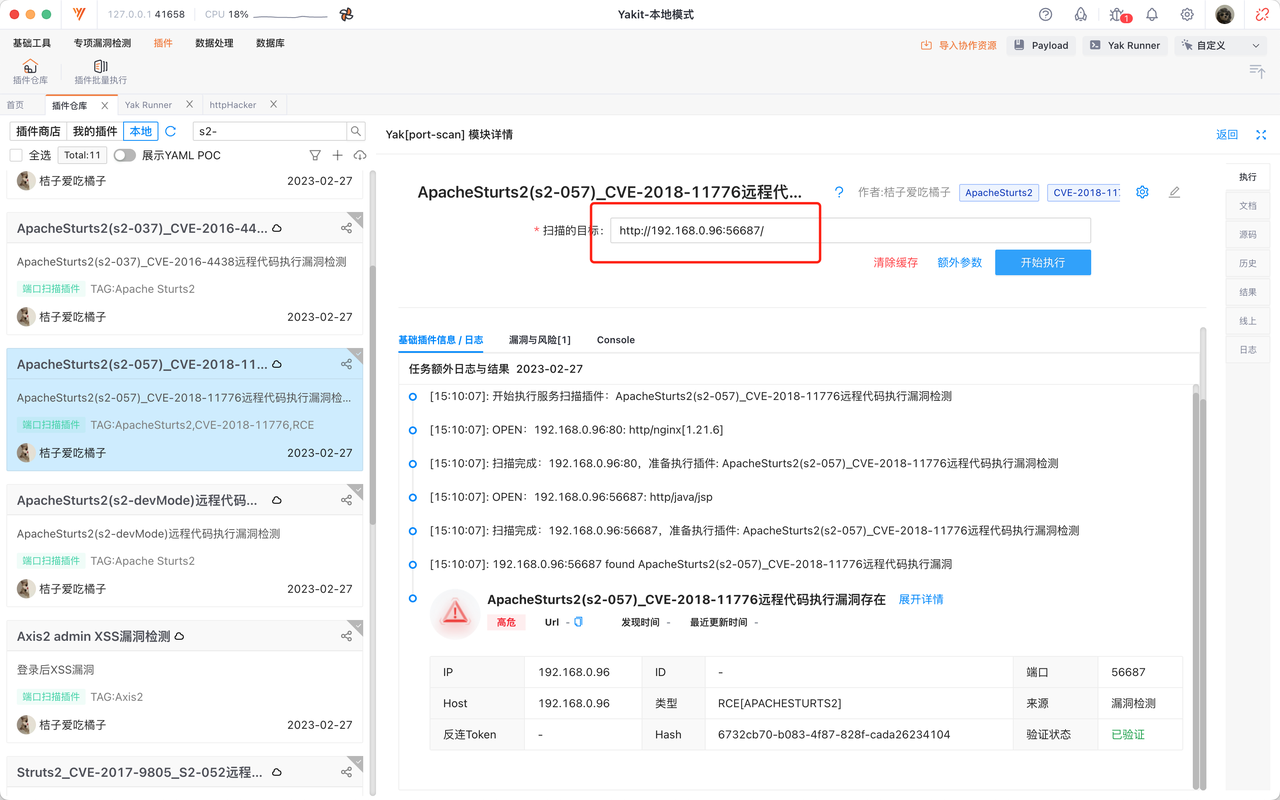 127.0.0.1 41658 CPU 18% Yakit-本地模式 1
基础工具 专项漏洞检测 插件 数据处理 数据库 导入协作资源 Payload Yak Runner 自定义
插件仓库 插件批量执行
首页 插件仓库 Yak Runner httpHacker
插件商店 我的插件 本地 s2-
全选 Total:11 展示YAML POC
桔子爱吃橘子 2023-02-27
ApacheSturts2(s2-037)_CVE-2016-44...
ApacheSturts2(s2-037)_CVE-2016-4438远程代码执行漏洞检测
端口扫描插件 TAG:Apache Sturts2
桔子爱吃橘子 2023-02-27
ApacheSturts2(s2-057)_CVE-2018-11...
ApacheSturts2(s2-057)_CVE-2018-11776远程代码执行漏洞检...
端口扫描插件 TAG:ApacheSturts2,CVE-2018-11776,RCE
桔子爱吃橘子 2023-02-27
ApacheSturts2(s2-devMode)远程代码...
ApacheSturts2(s2-devMode)远程代码执行漏洞检测
端口扫描插件 TAG:Apache Sturts2
桔子爱吃橘子 2023-02-27
Axis2 admin XSS漏洞检测
登录后XSS漏洞
端口扫描插件 TAG:Axis2
桔子爱吃橘子 2023-02-27
Struts2_CVE-2017-9805_S2-052远程...
Yak[port-scan] 模块详情 返回
ApacheSturts2(s2-057)_CVE-2018-11776远程代... ? 作者:桔子爱吃橘子 ApacheSturts2 CVE-2018-117
* 扫描的目标: http://192.168.0.96:56687/
清除缓存 额外参数 开始执行
基础插件信息 / 日志 漏洞与风险[1] Console
任务额外日志与结果 2023-02-27
[15:10:07]: 开始执行服务扫描插件：ApacheSturts2(s2-057)_CVE-2018-11776远程代码执行漏洞检测
[15:10:07]: OPEN：192.168.0.96:80: http/nginx[1.21.6]
[15:10:07]: 扫描完成：192.168.0.96:80，准备执行插件: ApacheSturts2(s2-057)_CVE-2018-11776远程代码执行漏洞检测
[15:10:07]: OPEN：192.168.0.96:56687: http/java/jsp
[15:10:07]: 扫描完成：192.168.0.96:56687，准备执行插件: ApacheSturts2(s2-057)_CVE-2018-11776远程代码执行漏洞检测
[15:10:07]: 192.168.0.96:56687 found ApacheSturts2(s2-057)_CVE-2018-11776远程代码执行漏洞
ApacheSturts2(s2-057)_CVE-2018-11776远程代码执行漏洞存在 展开详情
高危 Url - 发现时间 - 最近更新时间 -
IP 192.168.0.96 ID - 端口 56687
Host 192.168.0.96 类型 RCE[APACHESTURTS2] 来源 漏洞检测
反连Token - Hash 6732cb70-b083-4f87-828f-cada26234104 验证状态 已验证
执行
文档
源码
历史
结果
线上
日志